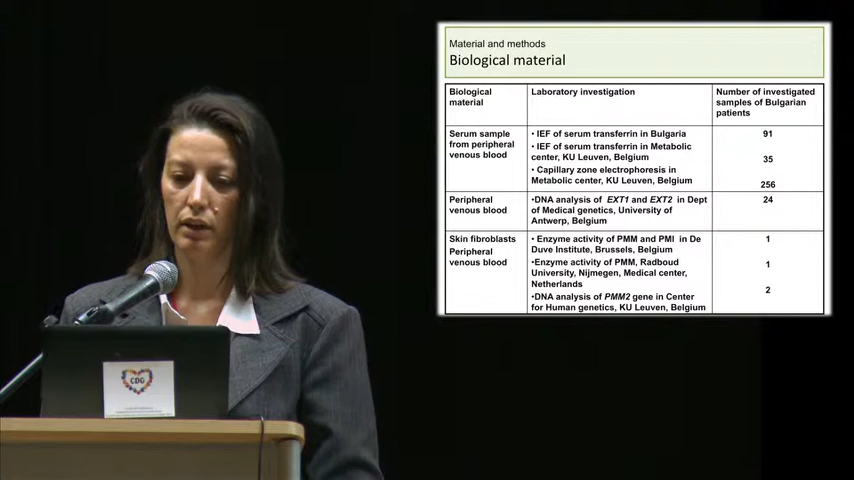 Material and methods
Biological material
Biological
material
Laboratory investigation
Number of investigated
samples of Bulgarian
patients
Serum sample
from peripheral
venous blood
• IEF of serum transferrin in Bulgaria
• IEF of serum transferrin in Metabolic
center, KU Leuven, Belgium
• Capillary zone electrophoresis in
Metabolic center, KU Leuven, Belgium
91
35
256
Peripheral
venous blood
•DNA analysis of EXT1 and EXT2 in Dept
of Medical genetics, University of
Antwerp, Belgium
24
Skin fibroblasts
Peripheral
venous blood
• Enzyme activity of PMM and PMI in De
Duve Institute, Brussels, Belgium
•Enzyme activity of PMM, Radboud
University, Nijmegen, Medical center,
Netherlands
•DNA analysis of PMM2 gene in Center
for Human genetics, KU Leuven, Belgium
1
1
2
CDG